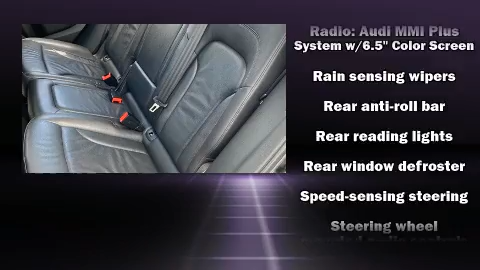 Radio: Audi MMI Plus
System w/6.5" Color Screen
Rain sensing wipers
Rear anti-roll bar
Rear reading lights
Rear window defroster
Speed-sensing steering
Steering wheel